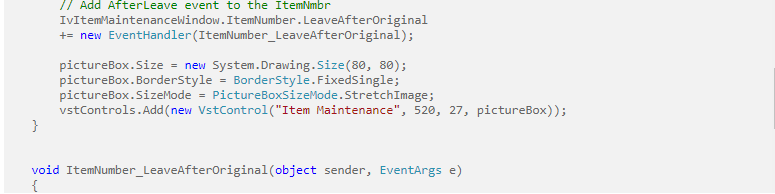 // Add AfterLeave event to the ItemNmbr
IvItemMaintenanceWindow.ItemNumber.LeaveAfterOriginal
+= new EventHandler(ItemNumber_LeaveAfterOriginal);
pictureBox.Size = new System.Drawing.Size(80, 80);
pictureBox.BorderStyle = BorderStyle.FixedSingle;
pictureBox.SizeMode = PictureBoxSizeMode.StretchImage;
vstControls.Add(new VstControl("Item Maintenance", 520, 27, pictureBox));
}
void ItemNumber_LeaveAfterOriginal(object sender, EventArgs e)
{